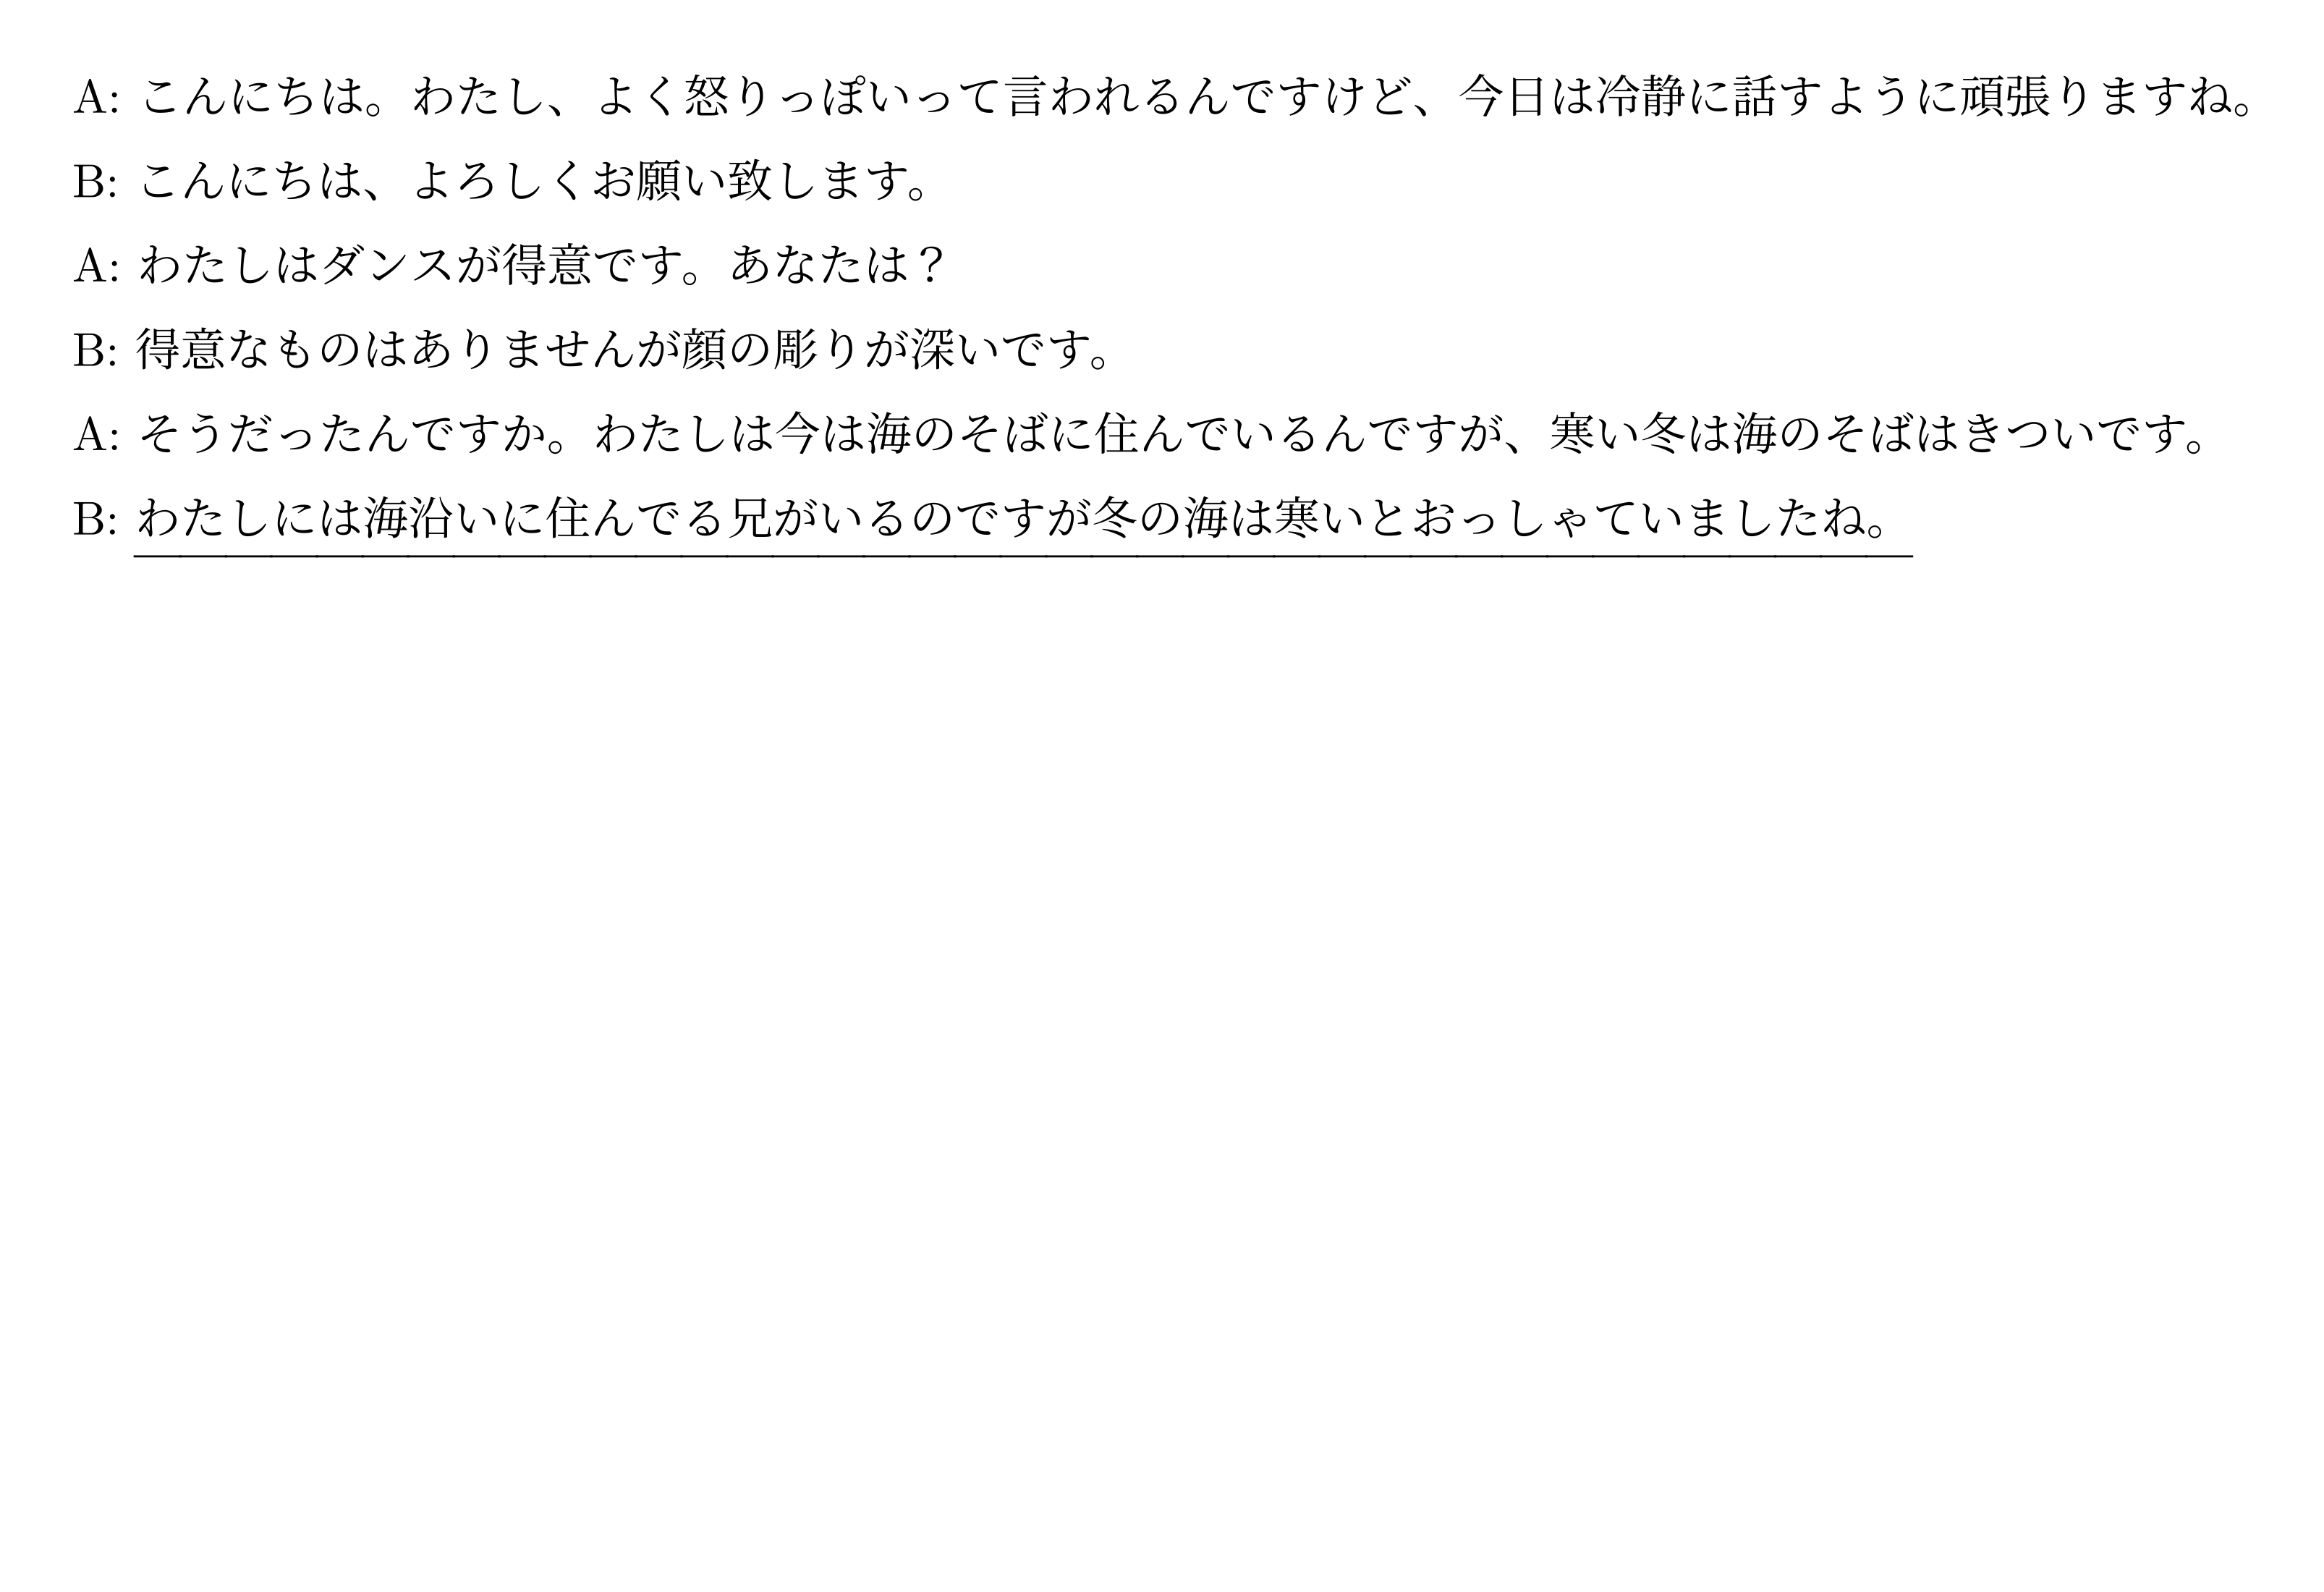 A: こんにちは。わたし、よく怒りっぽいって言われるんですけど、今日は冷静に話すように頑張りますね。
B: こんにちは、よろしくお願い致します。
A: わたしはダンスが得意です。あなたは？
B: 得意なものはありませんが顔の彫りが深いです。
A: そうだったんですか。わたしは今は海のそばに住んでいるんですが、寒い冬は海のそばはきついです。
B: わたしには海沿いに住んでる兄がいるのですが冬の海は寒いとおっしゃていましたね。